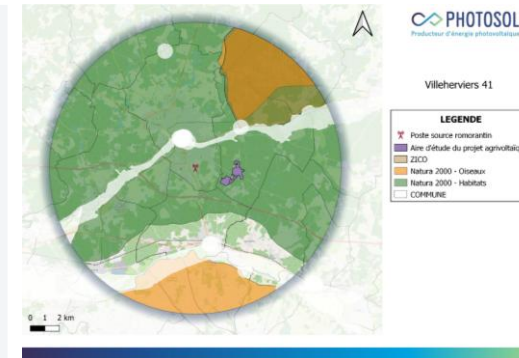 PHOTOSOL
Producteur d'énergie photovoltaïque
Villeherviers 41
LEGENDE
Poste source romorantin
Aire d'étude du projet agrivoltaïq
ZICO
Natura 2000 - Oiseaux
Natura 2000 - Habitats
COMMUNE
0 1 2 km